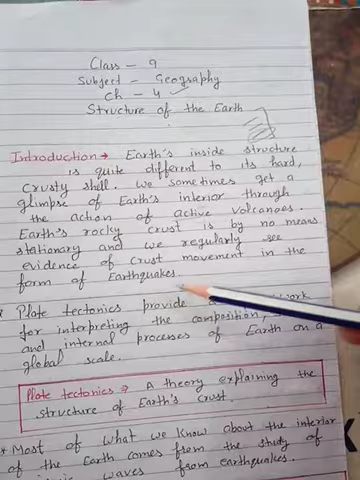 Class - 9
Subject - Geography
Ch - 4
Structure of the Earth
Introduction → Earth's inside structure
is quite different to its hard,
Crusty shell. We sometimes get a
glimpse of Earth's interior through
the action of active volcanoes.
Earth's rocky crust is by no means
stationary and we regularly see
evidence of crust movement in the
form of Earthquakes.
* Plate tectonics provide
for interpreting the composition,
and internal processes of Earth on a
global scale.
Plate tectonics ⇒ A theory explaining the
structure of Earth's crust.
* Most of what we know about the interior
of the Earth comes from the study of
waves from earthquakes.